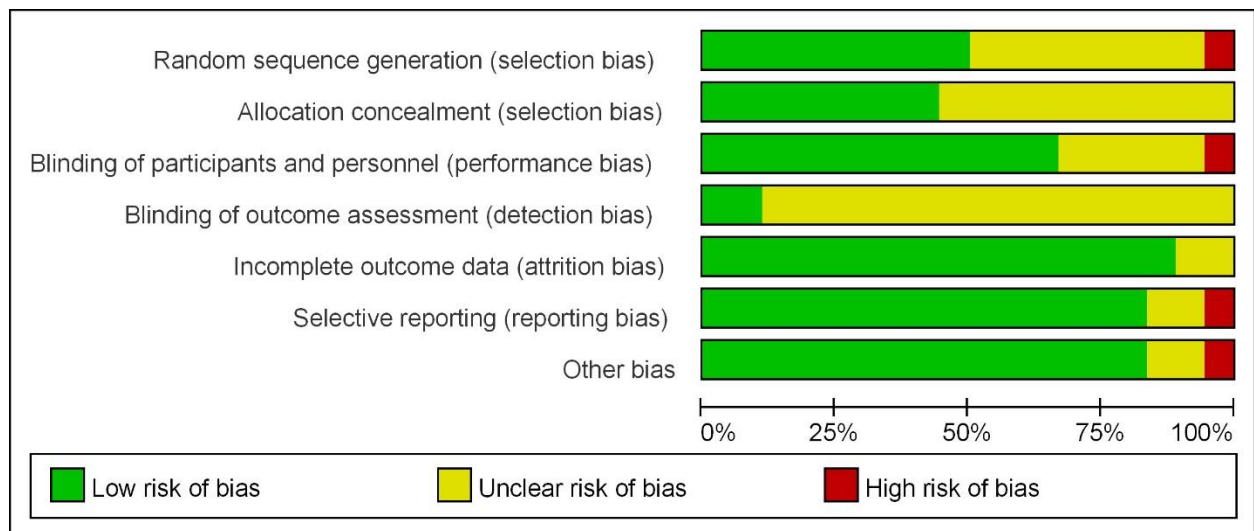 Random sequence generation (selection bias)
Allocation concealment (selection bias)
Blinding of participants and personnel (performance bias)
Blinding of outcome assessment (detection bias)
Incomplete outcome data (attrition bias)
Selective reporting (reporting bias)
Other bias
0% 25% 50% 75% 100%
Low risk of bias Unclear risk of bias High risk of bias